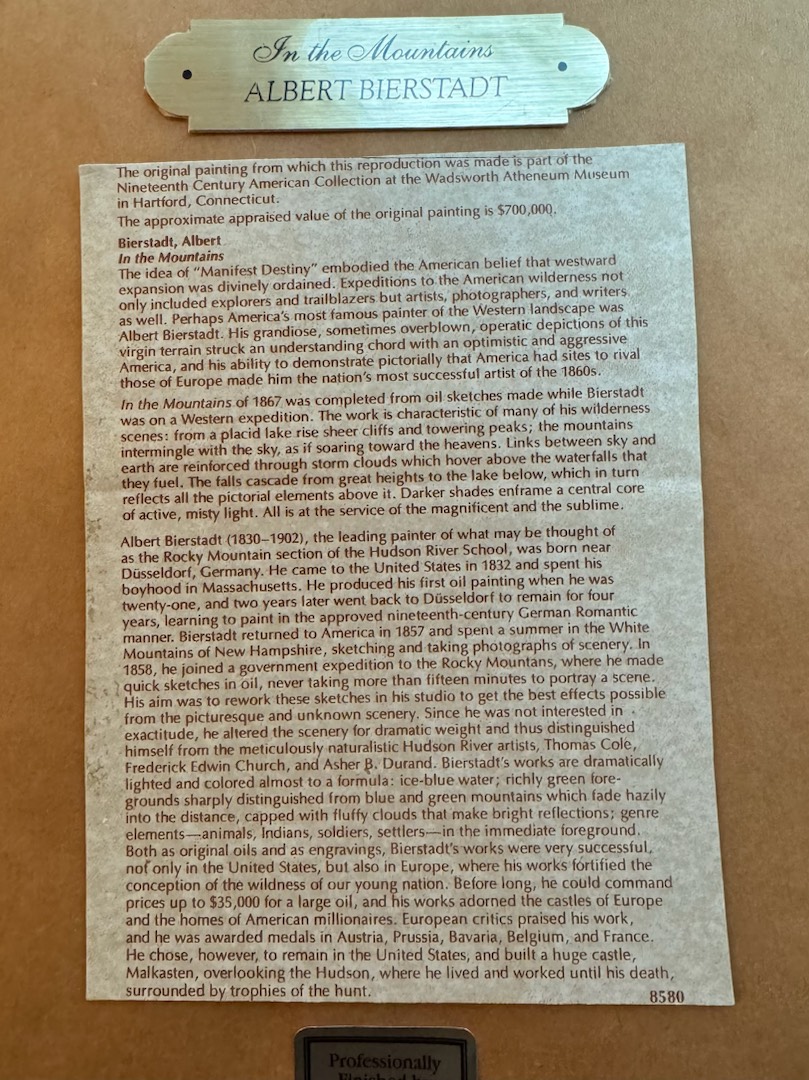 In the Mountains
ALBERT BIERSTADT
The original painting from which this reproduction was made is part of the
Nineteenth Century American Collection at the Wadsworth Atheneum Museum
in Hartford, Connecticut.
The approximate appraised value of the original painting is $700,000.
Bierstadt, Albert
In the Mountains
The idea of “Manifest Destiny” embodied the American belief that westward
expansion was divinely ordained. Expeditions to the American wilderness not
only included explorers and trailblazers but artists, photographers, and writers
as well. Perhaps America’s most famous painter of the Western landscape was
Albert Bierstadt. His grandiose, sometimes overblown, operatic depictions of this
virgin terrain struck an understanding chord with an optimistic and aggressive
America, and his ability to demonstrate pictorially that America had sites to rival
those of Europe made him the nation’s most successful artist of the 1860s.
In the Mountains of 1867 was completed from oil sketches made while Bierstadt
was on a Western expedition. The work is characteristic of many of his wilderness
scenes: from a placid lake rise sheer cliffs and towering peaks; the mountains
intermingle with the sky, as if soaring toward the heavens. Links between sky and
earth are reinforced through storm clouds which hover above the waterfalls that
they fuel. The falls cascade from great heights to the lake below, which in turn
reflects all the pictorial elements above it. Darker shades enframe a central core
of active, misty light. All is at the service of the magnificent and the sublime.
Albert Bierstadt (1830–1902), the leading painter of what may be thought of
as the Rocky Mountain section of the Hudson River School, was born near
Düsseldorf, Germany. He came to the United States in 1832 and spent his
boyhood in Massachusetts. He produced his first oil painting when he was
twenty-one, and two years later went back to Düsseldorf to remain for four
years, learning to paint in the approved nineteenth-century German Romantic
manner. Bierstadt returned to America in 1857 and spent a summer in the White
Mountains of New Hampshire, sketching and taking photographs of scenery. In
1858, he joined a government expedition to the Rocky Mountans, where he made
quick sketches in oil, never taking more than fifteen minutes to portray a scene.
His aim was to rework these sketches in his studio to get the best effects possible
from the picturesque and unknown scenery. Since he was not interested in
exactitude, he altered the scenery for dramatic weight and thus distinguished
himself from the meticulously naturalistic Hudson River artists, Thomas Cole,
Frederick Edwin Church, and Asher B. Durand. Bierstadt’s works are dramatically
lighted and colored almost to a formula: ice-blue water; richly green fore-
grounds sharply distinguished from blue and green mountains which fade hazily
into the distance, capped with fluffy clouds that make bright reflections; genre
elements—animals, Indians, soldiers, settlers—in the immediate foreground.
Both as original oils and as engravings, Bierstadt’s works were very successful,
not only in the United States, but also in Europe, where his works fortified the
conception of the wildness of our young nation. Before long, he could command
prices up to $35,000 for a large oil, and his works adorned the castles of Europe
and the homes of American millionaires. European critics praised his work,
and he was awarded medals in Austria, Prussia, Bavaria, Belgium, and France.
He chose, however, to remain in the United States, and built a huge castle,
Malkasten, overlooking the Hudson, where he lived and worked until his death,
surrounded by trophies of the hunt.
8580
Professionally
Finished by